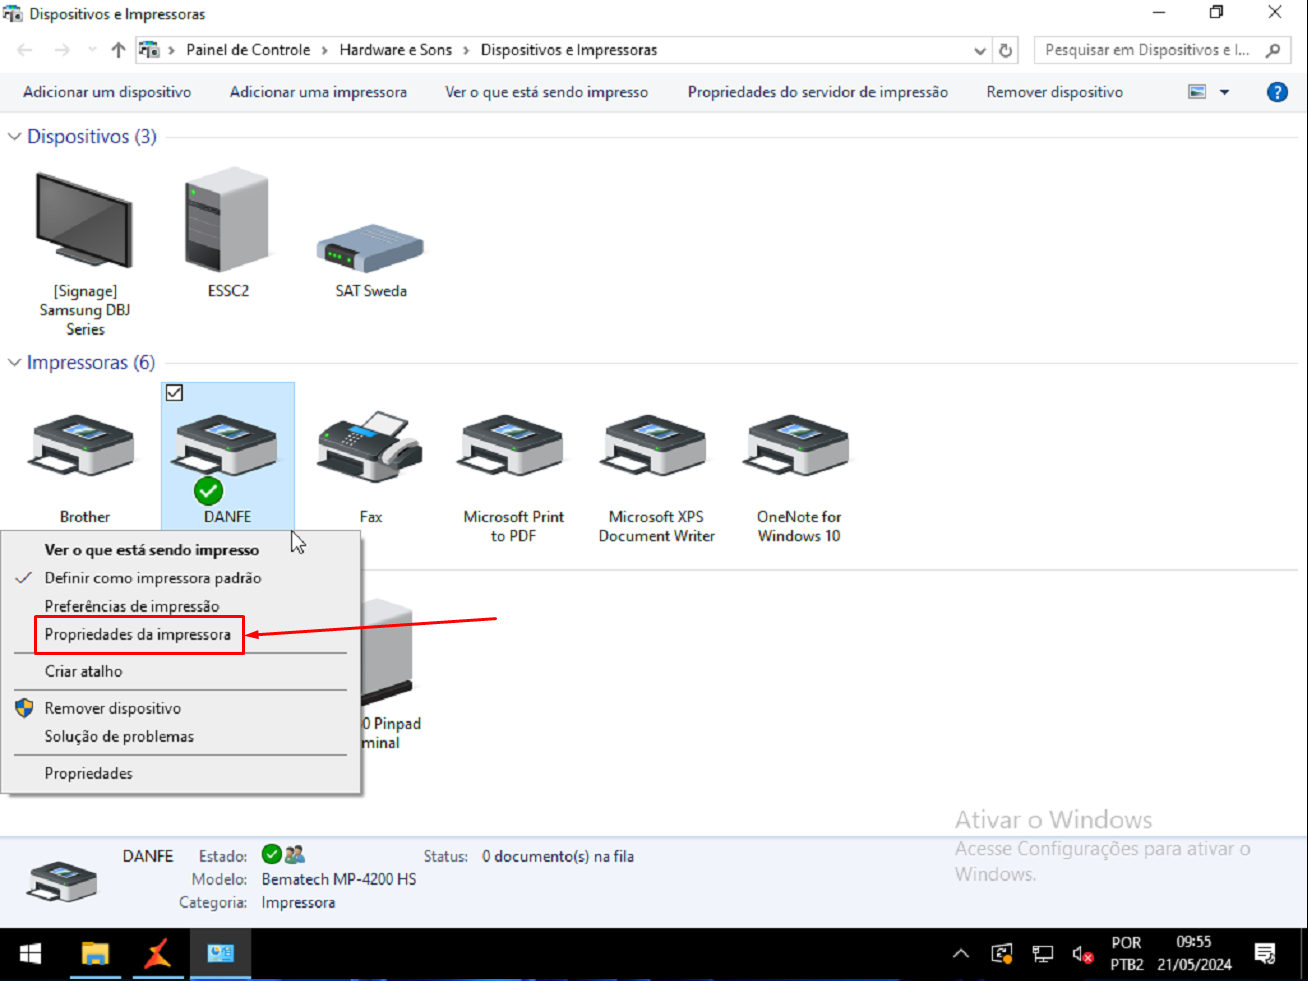 Dispositivos e Impressoras
Painel de Controle > Hardware e Sons > Dispositivos e Impressoras
Pesquisar em Dispositivos e I...
Adicionar um dispositivo
Adicionar uma impressora
Ver o que está sendo impresso
Propriedades do servidor de impressão
Remover dispositivo
?
Dispositivos (3)
[Signage]
Samsung DBJ
Series
ESSC2
SAT Sweda
Impressoras (6)
Brother
DANFE
Fax
Microsoft Print
to PDF
Microsoft XPS
Document Writer
OneNote for
Windows 10
Ver o que está sendo impresso
Definir como impressora padrão
Preferências de impressão
Propriedades da impressora
Criar atalho
Remover dispositivo
Solução de problemas
Propriedades
0 Pinpad
minal
Ativar o Windows
Acesse Configurações para ativar o
Windows.
DANFE
Estado:
Status: 0 documento(s) na fila
Modelo: Bematech MP-4200 HS
Categoria: Impressora
POR
PTB2
09:55
21/05/2024